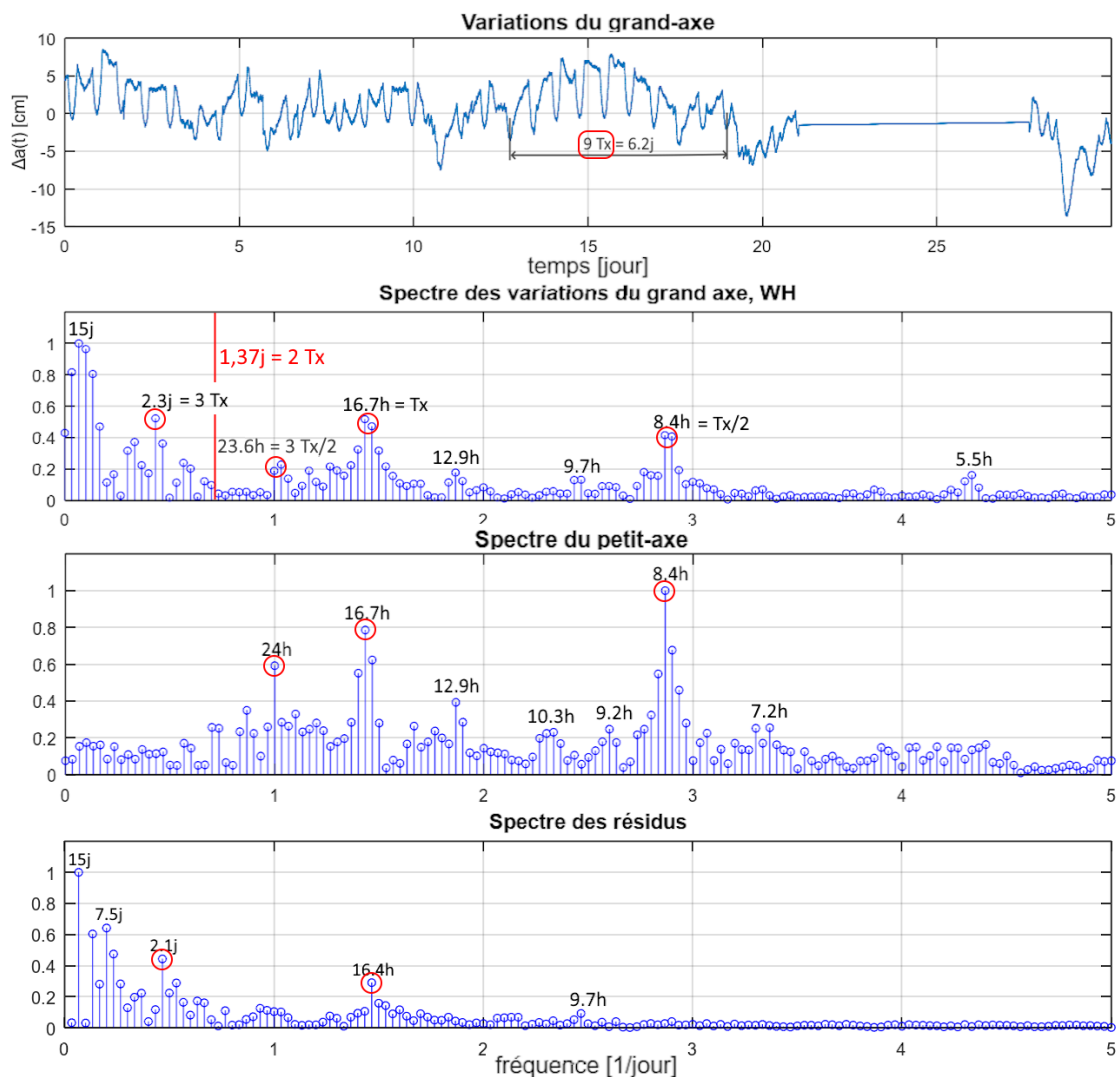 Variations du grand-axe
10
5
0
-5
-10
-15
Δa(t) [cm]
9 Tx = 6.2j
0 5 10 15 20 25
temps [jour]
Spectre des variations du grand axe, WH
1
0.8
0.6
0.4
0.2
0
15j
1,37j = 2 Tx
2.3j = 3 Tx
23.6h = 3 Tx/2
16.7h = Tx
12.9h
9.7h
8.4h = Tx/2
5.5h
0 1 2 3 4 5
Spectre du petit-axe
1
0.8
0.6
0.4
0.2
0
24h
16.7h
12.9h
10.3h
9.2h
8.4h
7.2h
0 1 2 3 4 5
Spectre des résidus
1
0.8
0.6
0.4
0.2
0
15j
7.5j
2.1j
16.4h
9.7h
0 1 2 3 4 5
fréquence [1/jour]